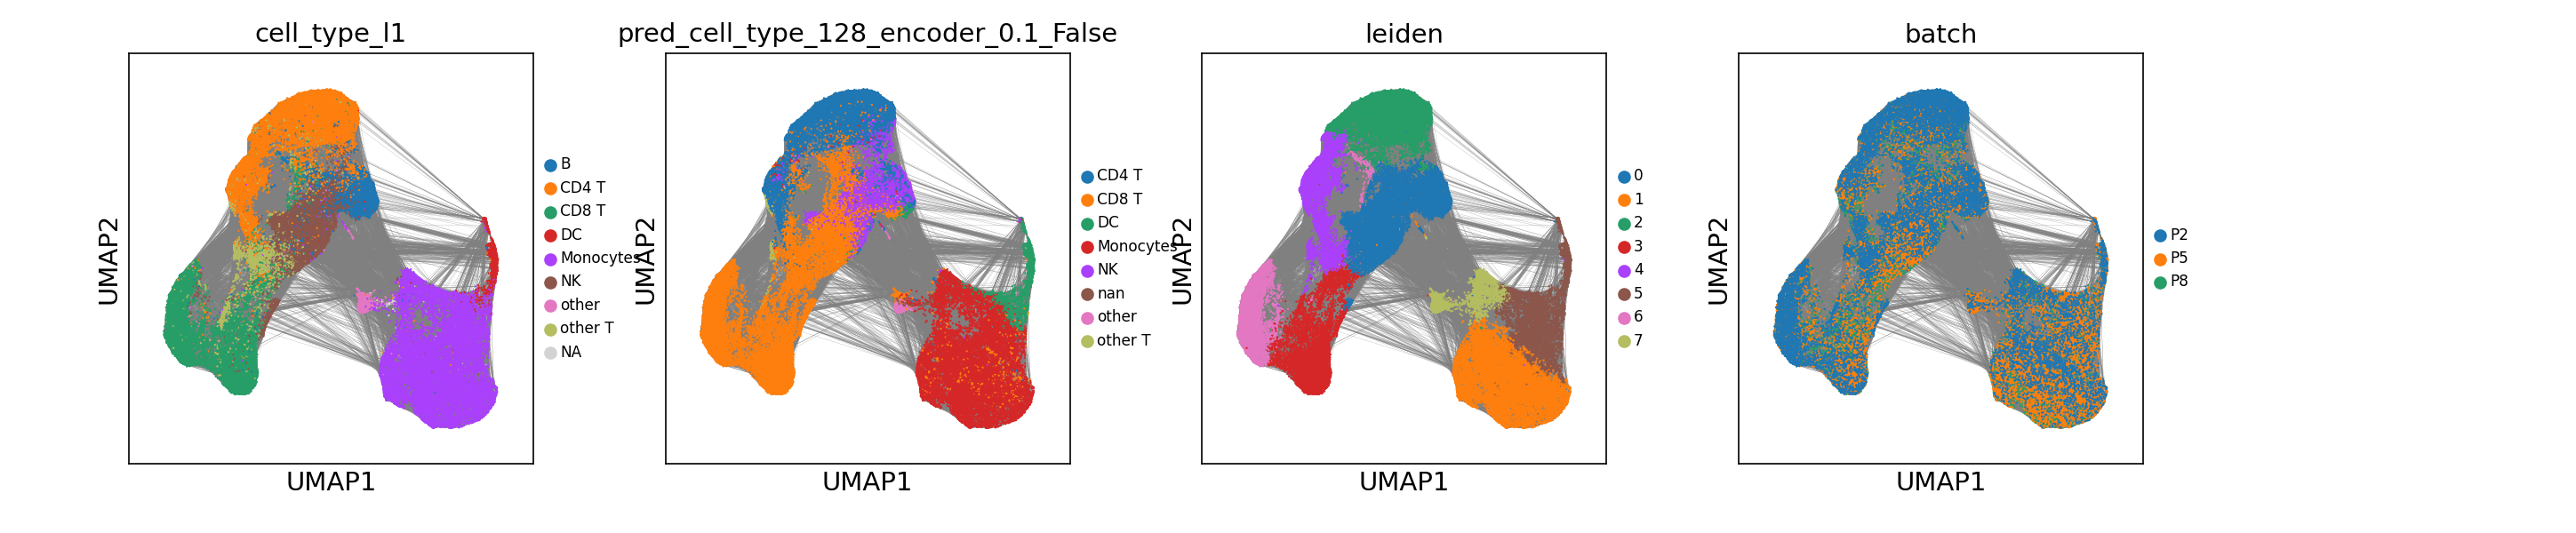 cell_type_l1
UMAP2
UMAP1
B
CD4 T
CD8 T
DC
Monocytes
NK
other
other T
NA
pred_cell_type_128_encoder_0.1_False
UMAP2
UMAP1
CD4 T
CD8 T
DC
Monocytes
NK
nan
other
other T
leiden
UMAP2
UMAP1
0
1
2
3
4
5
6
7
batch
UMAP2
UMAP1
P2
P5
P8